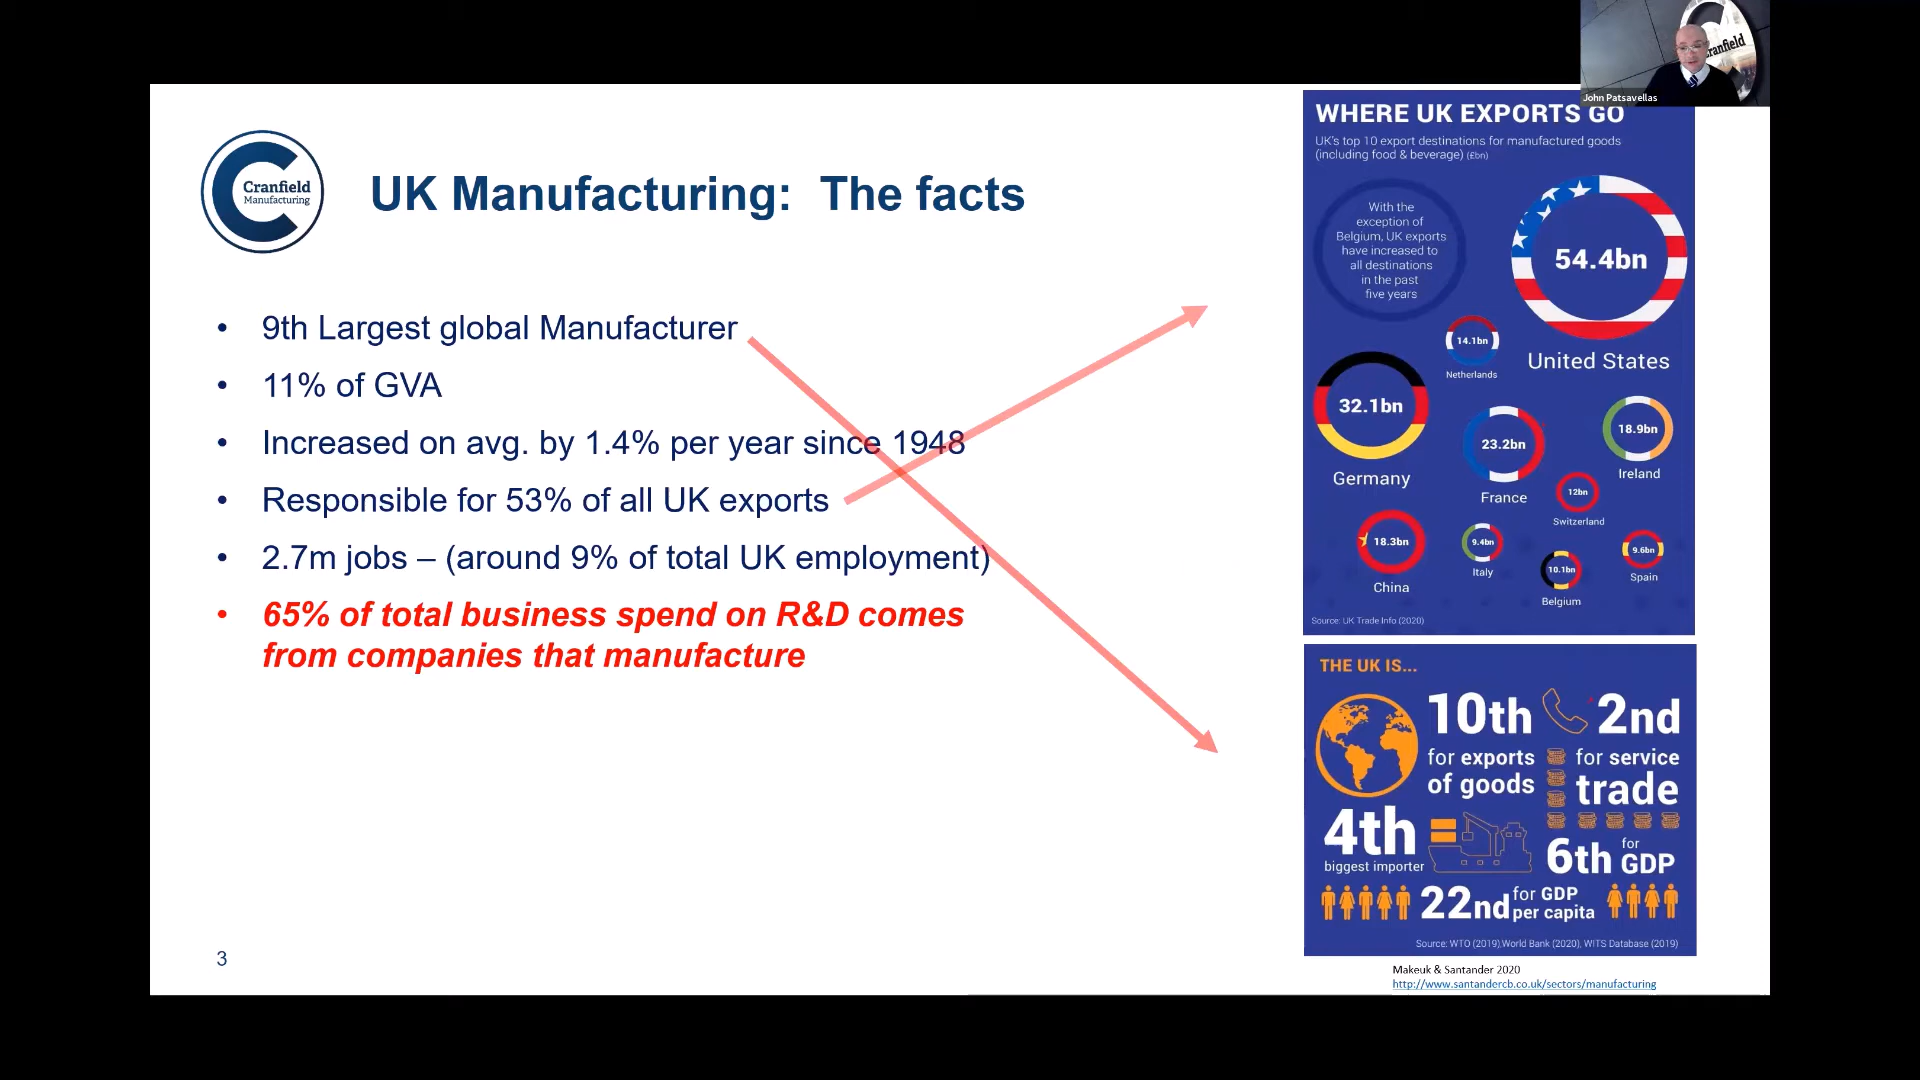 John Patsavellas
Cranfield
Manufacturing
UK Manufacturing: The facts
• 9th Largest global Manufacturer
• 11% of GVA
• Increased on avg. by 1.4% per year since 1948
• Responsible for 53% of all UK exports
• 2.7m jobs – (around 9% of total UK employment)
• 65% of total business spend on R&D comes
from companies that manufacture
3
WHERE UK EXPORTS GO
UK's top 10 export destinations for manufactured goods
(including food & beverage) (£bn)
With the
exception of
Belgium, UK exports
have increased to
all destinations
in the past
five years
54.4bn
United States
14.1bn
Netherlands
32.1bn
Germany
23.2bn
France
18.9bn
Ireland
12bn
Switzerland
18.3bn
China
9.4bn
Italy
10.1bn
Belgium
9.6bn
Spain
Source: UK Trade Info (2020)
THE UK IS...
10th
for exports
of goods
2nd
for service
trade
4th
biggest importer
6th for
GDP
22nd for GDP
per capita
Source: WTO (2019),World Bank (2020), WITS Database (2019)
Makeuk & Santander 2020
http://www.santandercb.co.uk/sectors/manufacturing